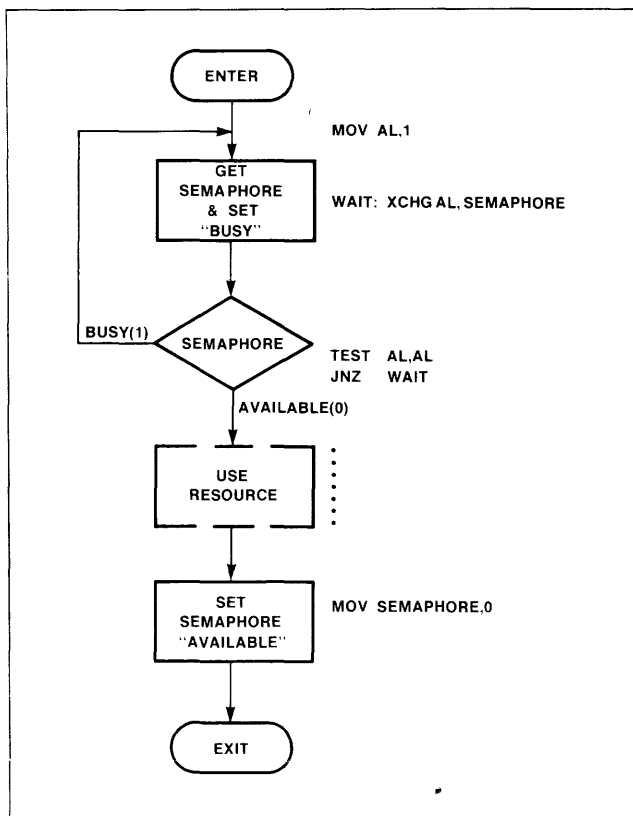 ENTER
MOV AL,1
GET
SEMAPHORE
& SET
"BUSY"
WAIT: XCHG AL, SEMAPHORE
BUSY(1)
SEMAPHORE
TEST AL,AL
JNZ WAIT
AVAILABLE(0)
USE
RESOURCE
SET
SEMAPHORE
"AVAILABLE"
MOV SEMAPHORE,0
EXIT